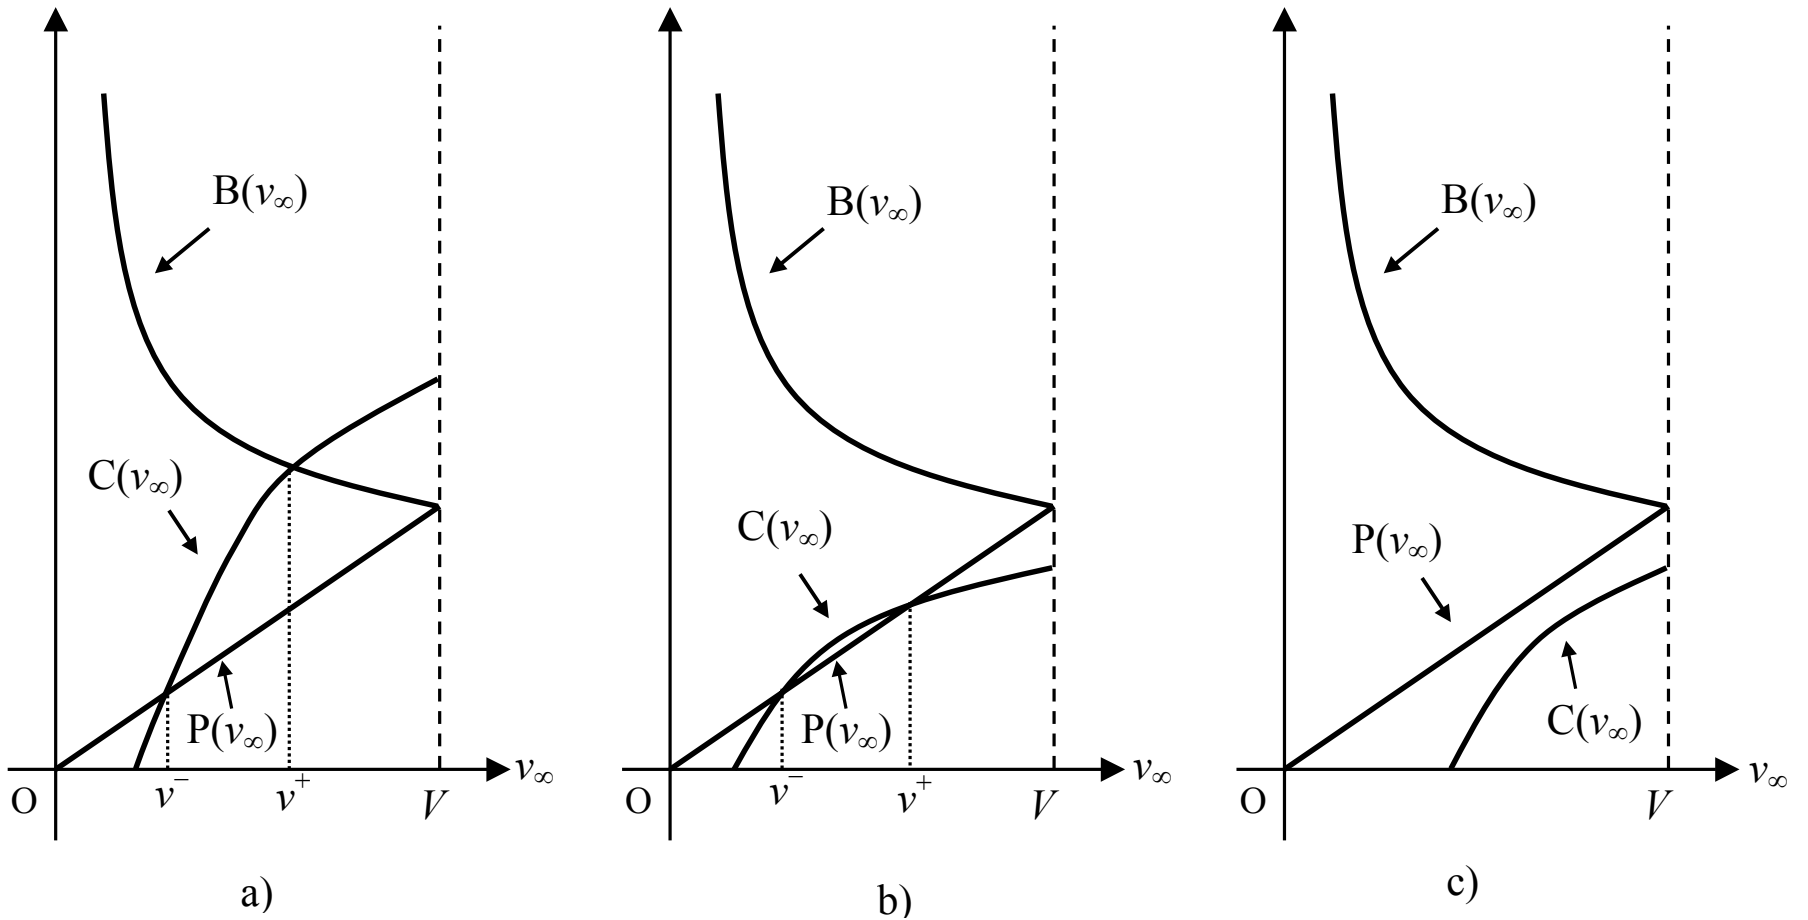 B(v∞)
C(v∞)
P(v∞)
O
v⁻
v⁺
V
v∞
a)
B(v∞)
C(v∞)
P(v∞)
O
v⁻
v⁺
V
v∞
b)
B(v∞)
P(v∞)
C(v∞)
O
V
v∞
c)